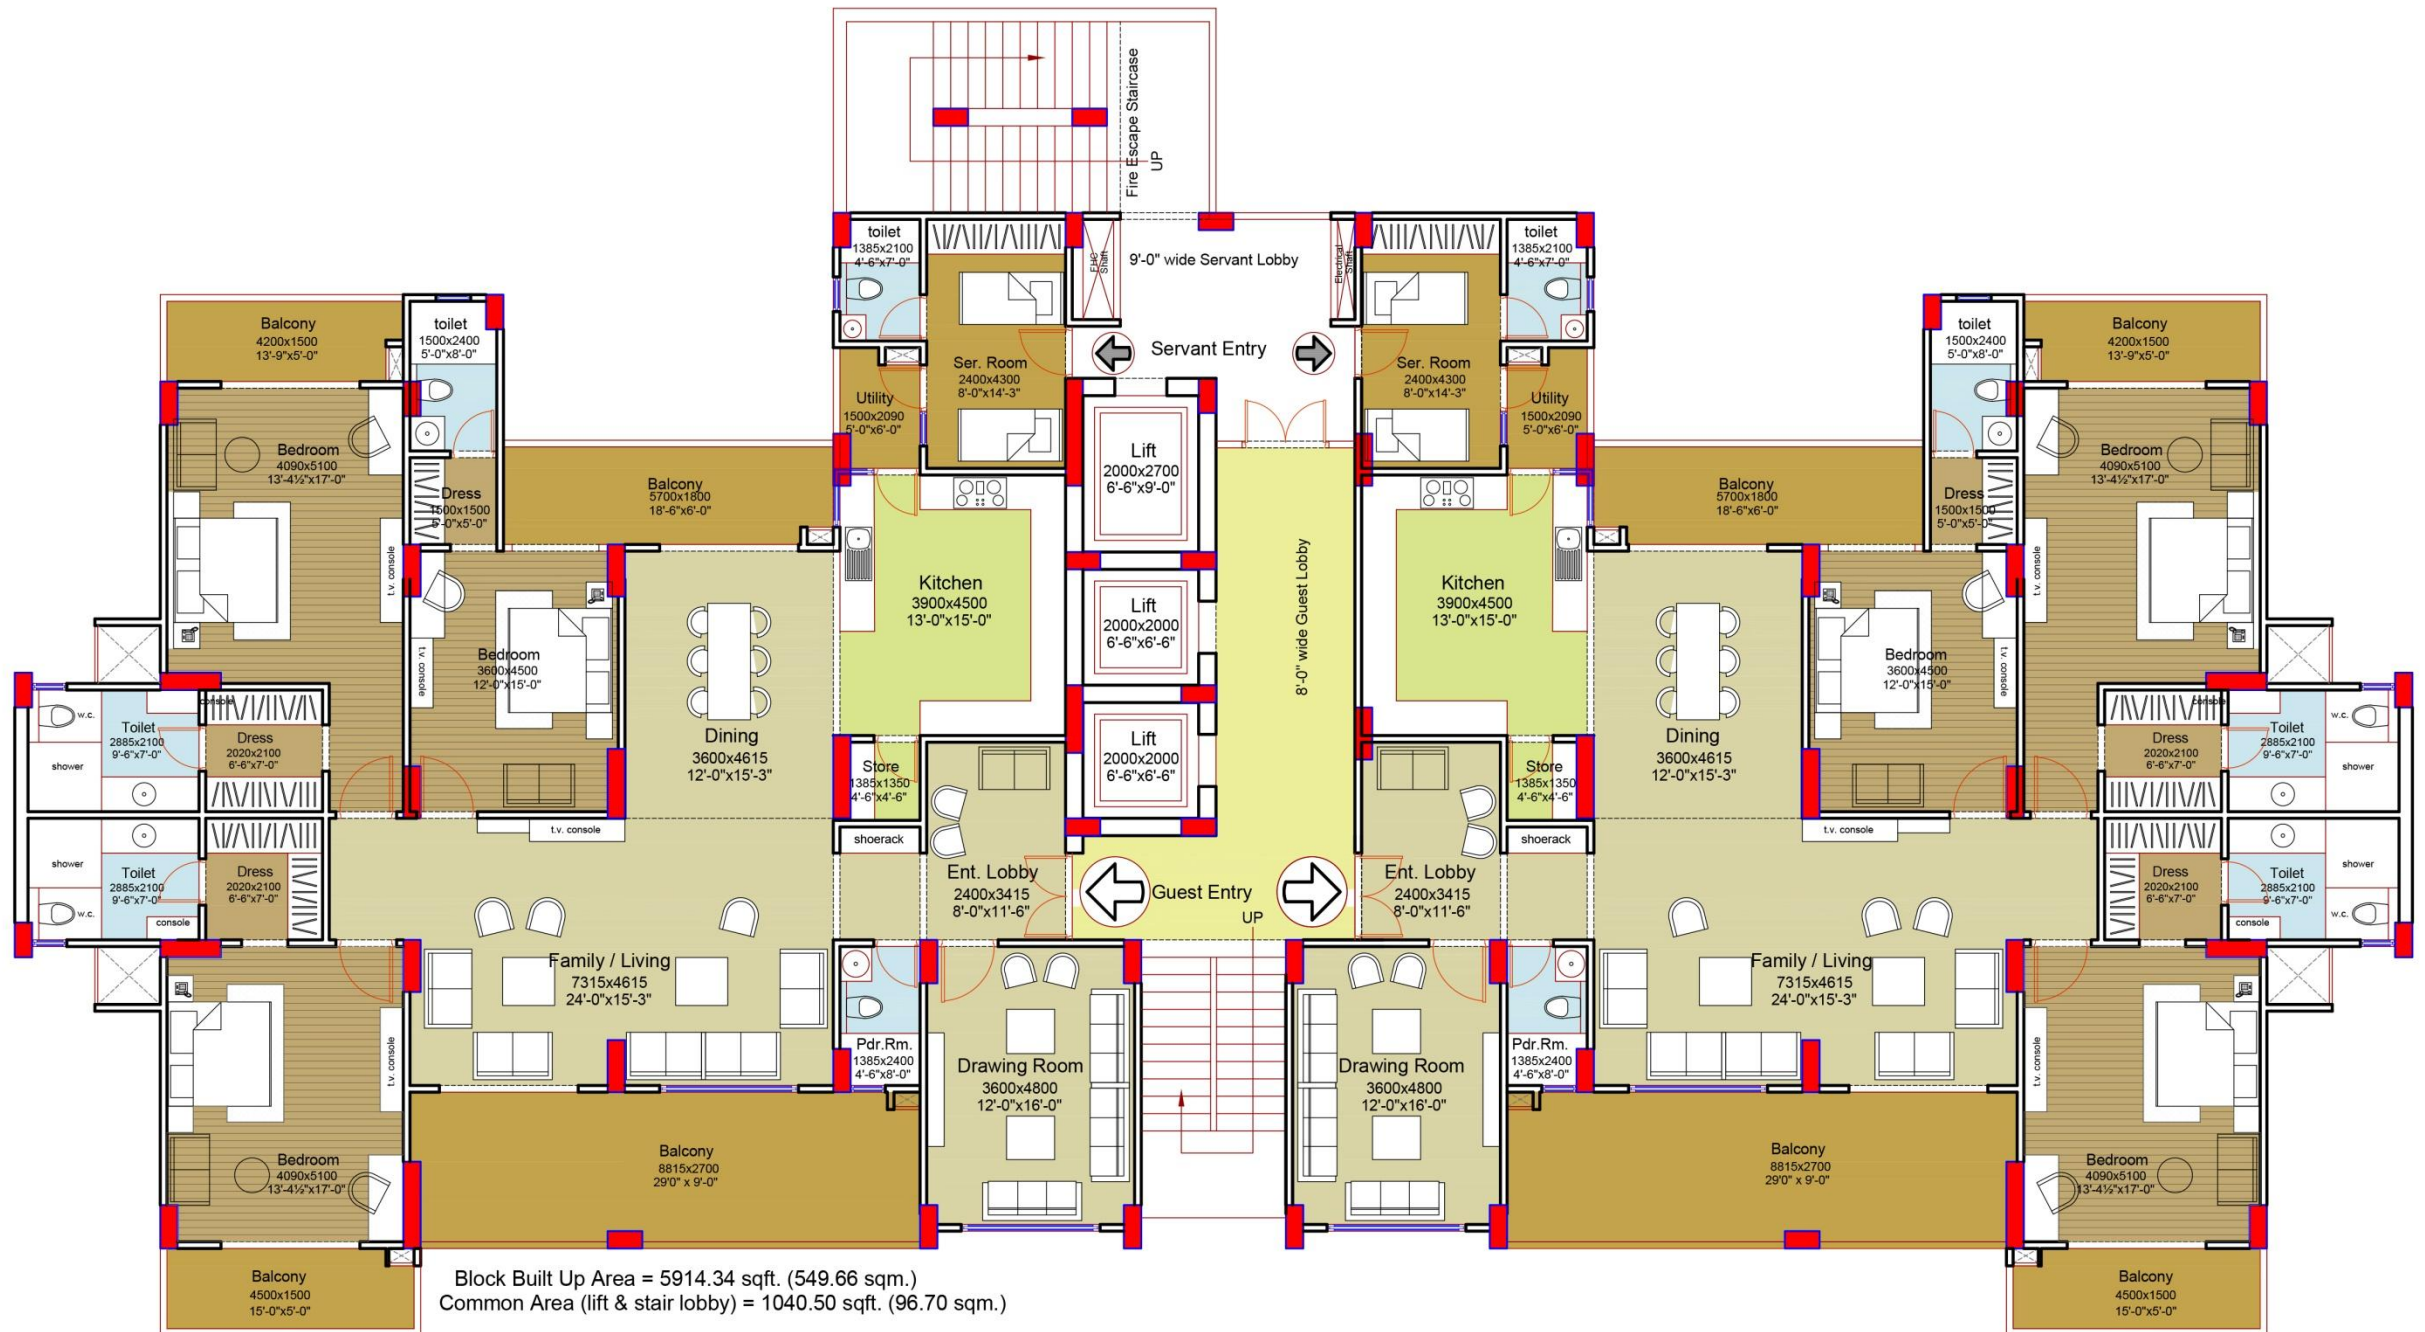 Fire Escape Staircase
UP
toilet
1385x2100
4'-6"x7'-0"
FHC
Shaft
9'-0" wide Servant Lobby
Electrical
Shaft
toilet
1385x2100
4'-6"x7'-0"
Balcony
4200x1500
13'-9"x5'-0"
toilet
1500x2400
5'-0"x8'-0"
Servant Entry
Ser. Room
2400x4300
8'-0"x14'-3"
Ser. Room
2400x4300
8'-0"x14'-3"
toilet
1500x2400
5'-0"x8'-0"
Balcony
4200x1500
13'-9"x5'-0"
Utility
1500x2090
5'-0"x6'-0"
Utility
1500x2090
5'-0"x6'-0"
Bedroom
4090x5100
13'-4½"x17'-0"
Dress
1500x1500
5'-0"x5'-0"
Balcony
5700x1800
18'-6"x6'-0"
Lift
2000x2700
6'-6"x9'-0"
Balcony
5700x1800
18'-6"x6'-0"
Dress
1500x1500
5'-0"x5'-0"
Bedroom
4090x5100
13'-4½"x17'-0"
t.v. console
Kitchen
3900x4500
13'-0"x15'-0"
Lift
2000x2000
6'-6"x6'-6"
8'-0" wide Guest Lobby
Kitchen
3900x4500
13'-0"x15'-0"
t.v. console
Bedroom
3600x4500
12'-0"x15'-0"
t.v. console
Bedroom
3600x4500
12'-0"x15'-0"
t.v. console
console
w.c.
Toilet
2885x2100
9'-6"x7'-0"
shower
Dress
2020x2100
6'-6"x7'-0"
Dining
3600x4615
12'-0"x15'-3"
Store
1385x1350
4'-6"x4'-6"
Lift
2000x2000
6'-6"x6'-6"
Store
1385x1350
4'-6"x4'-6"
Dining
3600x4615
12'-0"x15'-3"
Dress
2020x2100
6'-6"x7'-0"
console
Toilet
2885x2100
9'-6"x7'-0"
w.c.
shower
t.v. console
shoerack
shoerack
t.v. console
shower
Toilet
2885x2100
9'-6"x7'-0"
w.c.
console
Dress
2020x2100
6'-6"x7'-0"
Ent. Lobby
2400x3415
8'-0"x11'-6"
Guest Entry
UP
Ent. Lobby
2400x3415
8'-0"x11'-6"
Dress
2020x2100
6'-6"x7'-0"
Toilet
2885x2100
9'-6"x7'-0"
console
shower
w.c.
Family / Living
7315x4615
24'-0"x15'-3"
Family / Living
7315x4615
24'-0"x15'-3"
t.v. console
Pdr.Rm.
1385x2400
4'-6"x8'-0"
Drawing Room
3600x4800
12'-0"x16'-0"
Drawing Room
3600x4800
12'-0"x16'-0"
Pdr.Rm.
1385x2400
4'-6"x8'-0"
t.v. console
Bedroom
4090x5100
13'-4½"x17'-0"
Balcony
8815x2700
29'0" x 9'-0"
Balcony
8815x2700
29'0" x 9'-0"
Bedroom
4090x5100
13'-4½"x17'-0"
Balcony
4500x1500
15'-0"x5'-0"
Balcony
4500x1500
15'-0"x5'-0"
Block Built Up Area = 5914.34 sqft. (549.66 sqm.)
Common Area (lift & stair lobby) = 1040.50 sqft. (96.70 sqm.)